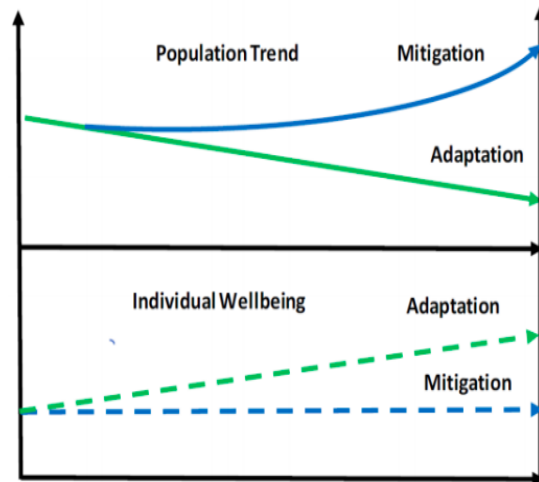 Population Trend
Mitigation
Adaptation
Individual Wellbeing
Adaptation
Mitigation